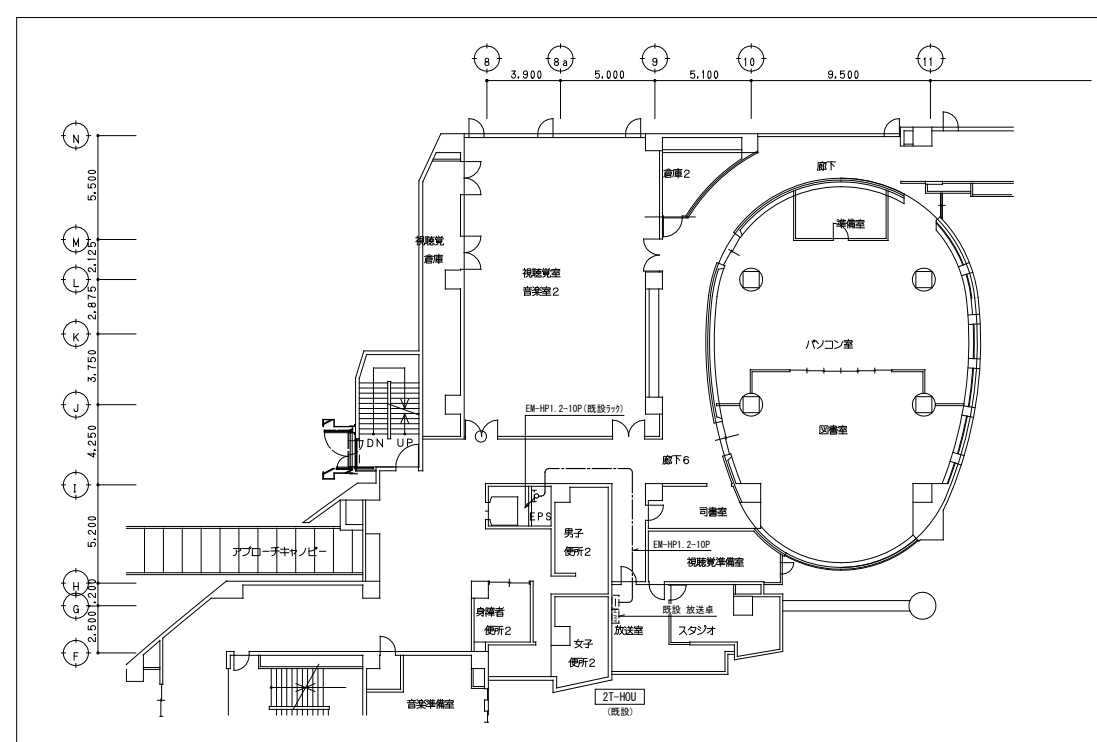 8
8a
9
10
11
3,900
5,000
5,100
9,500
N
5,500
M
2,125
L
2,875
K
3,750
J
4,250
I
5,200
H
G
2,500
F
廊下
倉庫2
準備室
視聴覚
倉庫
視聴覚室
音楽室2
パソコン室
EM-HP1.2-10P(既設ラック)
図書室
DN UP
廊下6
EPS
司書室
男子
便所2
EM-HP1.2-10P
視聴覚準備室
アプローチキャノピー
身障者
便所2
既設 放送卓
放送室
スタジオ
女子
便所2
2T-HOU
(既設)
音楽準備室